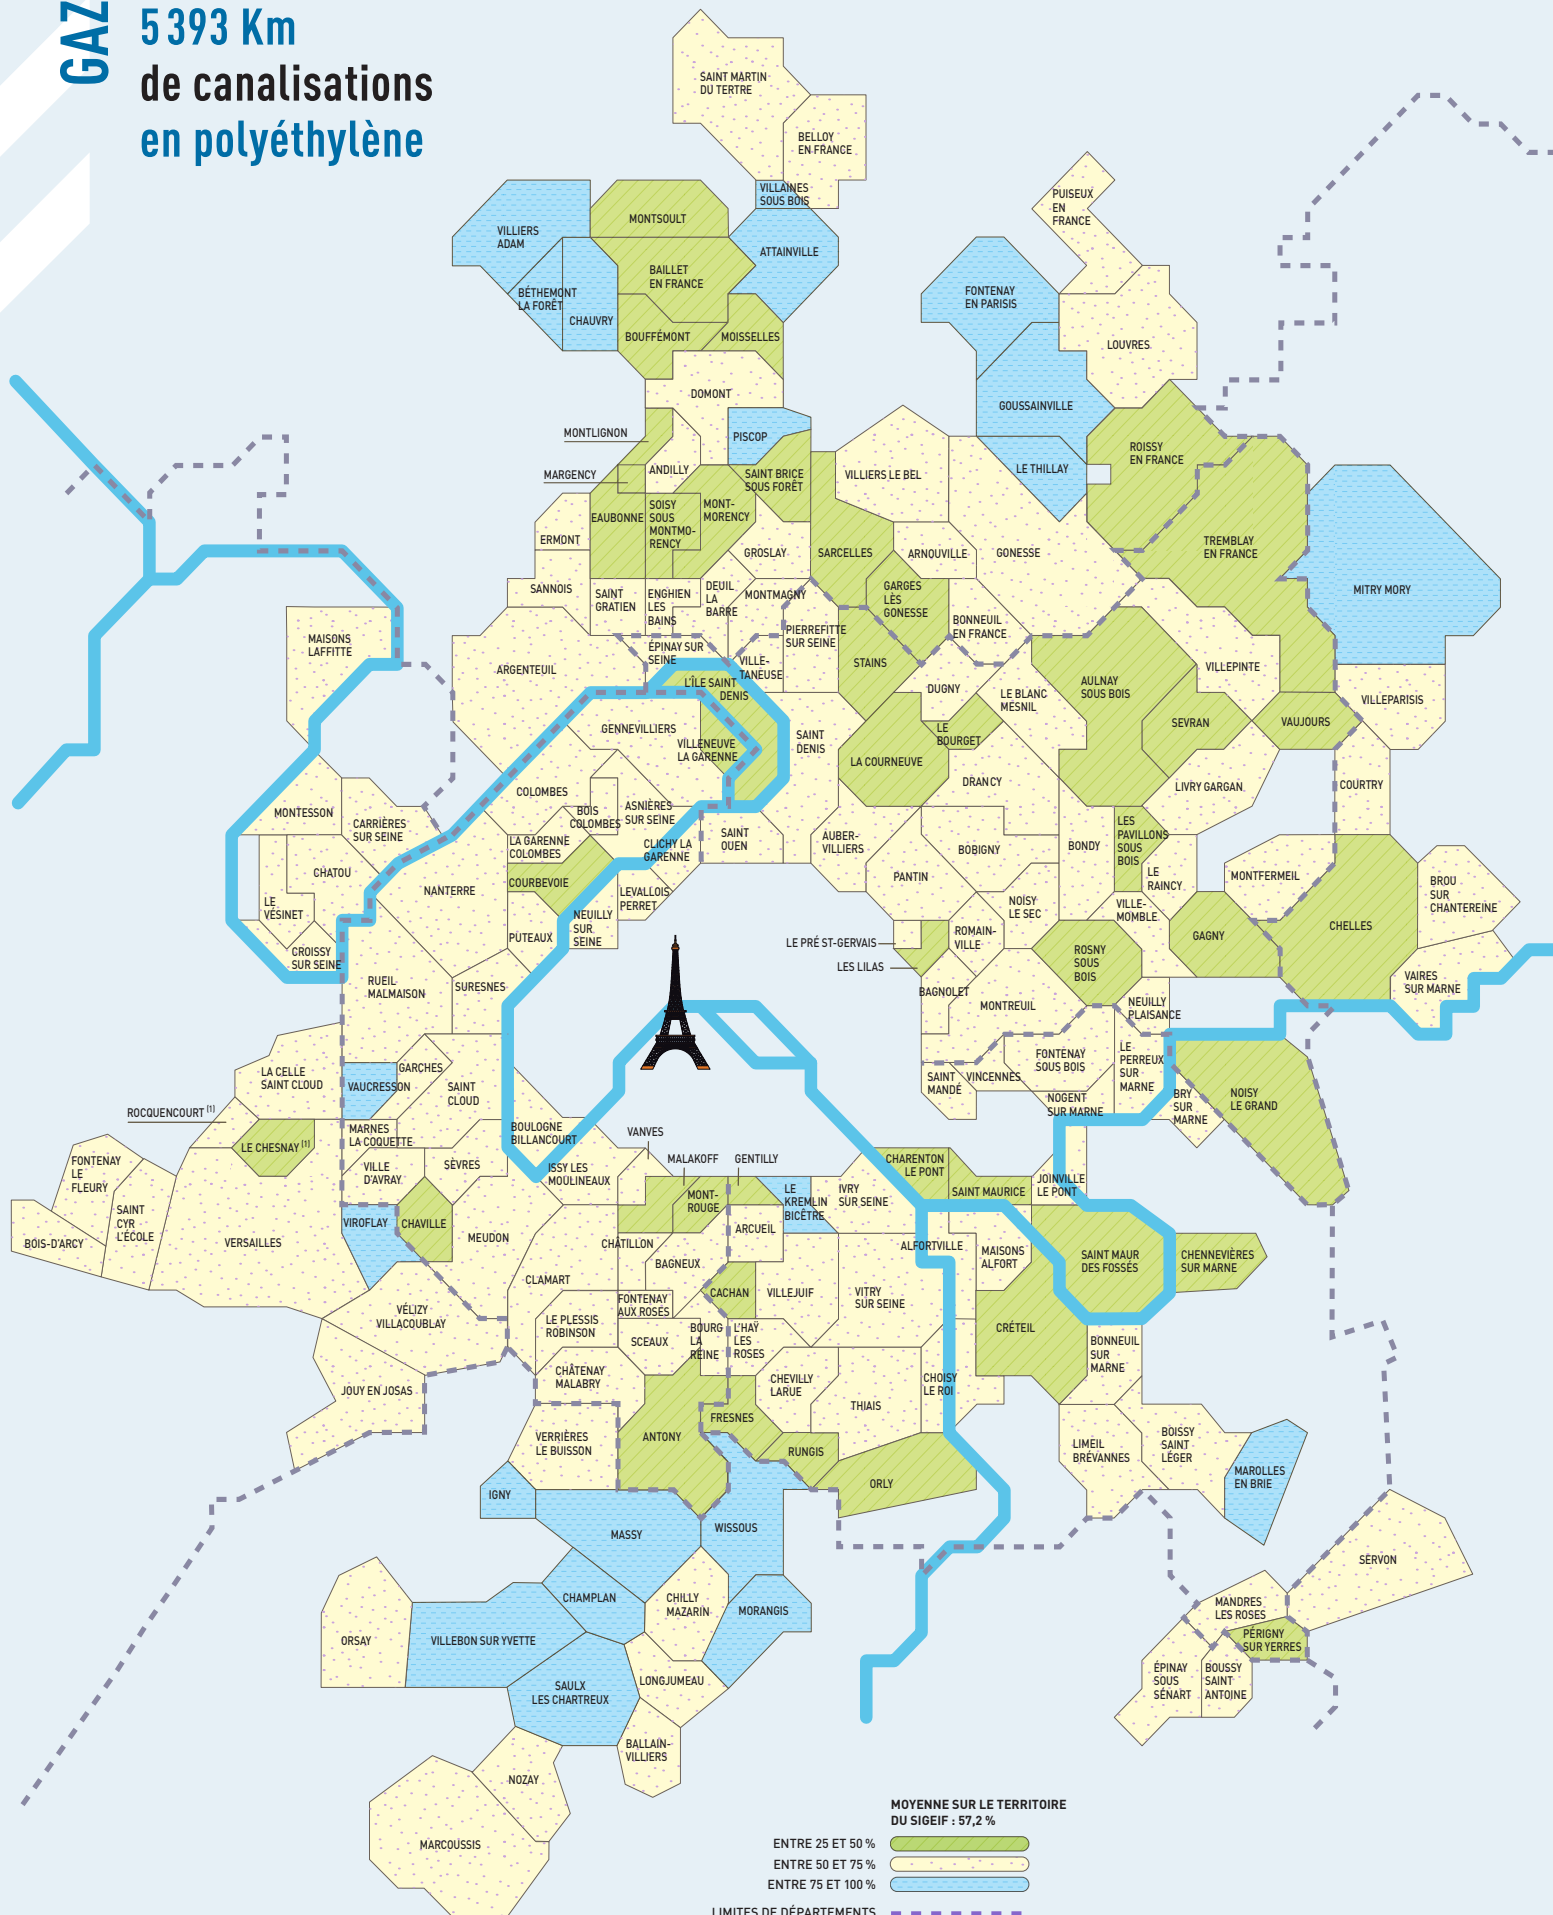 GAZ
5 393 Km
de canalisations
en polyéthylène
SAINT MARTIN
DU TERTRE
BELLOY
EN FRANCE
VILLAINES
SOUS BOIS
PUISEUX
EN
FRANCE
MONTSOULT
VILLIERS
ADAM
ATTAINVILLE
BAILLET
EN FRANCE
BÉTHEMONT
LA FORÊT
FONTENAY
EN PARISIS
CHAUVRY
BOUFFÉMONT
MOISSELLES
LOUVRES
DOMONT
GOUSSAINVILLE
MONTLIGNON
PISCOP
ROISSY
EN FRANCE
MARGENCY
ANDILLY
SAINT BRICE
SOUS FORÊT
VILLIERS LE BEL
LE THILLAY
EAUBONNE
SOISY
SOUS
MONTMO-
RENCY
MONT-
MORENCY
ERMONT
GROSLAY
SARCELLES
ARNOUVILLE
GONESSE
TREMBLAY
EN FRANCE
MITRY MORY
SANNOIS
SAINT
GRATIEN
ENGHIEN
LES
BAINS
DEUIL
LA
BARRE
MONTMAGNY
GARGES
LÈS
GONESSE
BONNEUIL
EN FRANCE
MAISONS
LAFFITTE
ÉPINAY SUR
SEINE
PIERREFITTE
SUR SEINE
ARGENTEUIL
VILLE-
TANEUSE
STAINS
VILLEPINTE
L'ÎLE SAINT
DENIS
DUGNY
LE BLANC
MESNIL
AULNAY
SOUS BOIS
VILLEPARISIS
GENNEVILLIERS
VILLENEUVE
LA GARENNE
SAINT
DENIS
LE
BOURGET
SEVRAN
VAUJOURS
LA COURNEUVE
DRANCY
LIVRY GARGAN
COURTRY
COLOMBES
BOIS
COLOMBES
ASNIÈRES
SUR SEINE
MONTESSON
CARRIÈRES
SUR SEINE
LA GARENNE
COLOMBES
CLICHY LA
GARENNE
SAINT
OUEN
AUBER-
VILLIERS
BOBIGNY
BONDY
LES
PAVILLONS
SOUS
BOIS
CHATOU
NANTERRE
COURBEVOIE
LEVALLOIS
PERRET
PANTIN
LE
RAINCY
MONTFERMEIL
BROU
SUR
CHANTEREINE
LE
VÉSINET
NEUILLY
SUR
SEINE
NOISY
LE SEC
VILLE-
MOMBLE
CHELLES
PUTEAUX
LE PRÉ ST-GERVAIS
ROMAIN-
VILLE
GAGNY
CROISSY
SUR SEINE
LES LILAS
ROSNY
SOUS
BOIS
RUEIL
MALMAISON
SURESNES
BAGNOLET
MONTREUIL
NEUILLY
PLAISANCE
VAIRES
SUR MARNE
LA CELLE
SAINT CLOUD
GARCHES
VAUCRESSON
SAINT
CLOUD
FONTENAY
SOUS BOIS
LE
PERREUX
SUR
MARNE
SAINT
MANDÉ
VINCENNES
NOISY
LE GRAND
ROCQUENCOURT (1)
NOGENT
SUR MARNE
BRY
SUR
MARNE
LE CHESNAY (1)
MARNES
LA COQUETTE
BOULOGNE
BILLANCOURT
VANVES
FONTENAY
LE
FLEURY
VILLE
D'AVRAY
SÈVRES
ISSY LES
MOULINEAUX
MALAKOFF
GENTILLY
CHARENTON
LE PONT
JOINVILLE
LE PONT
SAINT MAURICE
MONT-
ROUGE
LE
KREMLIN
BICÊTRE
IVRY
SUR SEINE
SAINT
CYR
L'ÉCOLE
VIROFLAY
CHAVILLE
ARCUEIL
BOIS-D'ARCY
VERSAILLES
MEUDON
CHÂTILLON
BAGNEUX
ALFORTVILLE
MAISONS
ALFORT
SAINT MAUR
DES FOSSÉS
CHENNEVIÈRES
SUR MARNE
CLAMART
FONTENAY
AUX ROSES
CACHAN
VILLEJUIF
VITRY
SUR SEINE
VÉLIZY
VILLACOUBLAY
LE PLESSIS
ROBINSON
SCEAUX
BOURG
LA
REINE
L'HAŸ
LES
ROSES
CRÉTEIL
BONNEUIL
SUR
MARNE
JOUY EN JOSAS
CHÂTENAY
MALABRY
CHEVILLY
LARUE
THIAIS
CHOISY
LE ROI
FRESNES
VERRIÈRES
LE BUISSON
ANTONY
RUNGIS
LIMEIL
BRÉVANNES
BOISSY
SAINT
LÉGER
MAROLLES
EN BRIE
IGNY
ORLY
MASSY
WISSOUS
SERVON
CHAMPLAN
CHILLY
MAZARIN
MORANGIS
MANDRES
LES ROSES
ORSAY
VILLEBON SUR YVETTE
PÉRIGNY
SUR YERRES
SAULX
LES CHARTREUX
LONGJUMEAU
ÉPINAY
SOUS
SÉNART
BOUSSY
SAINT
ANTOINE
BALLAIN-
VILLIERS
NOZAY
MARCOUSSIS
MOYENNE SUR LE TERRITOIRE
DU SIGEIF : 57,2 %
ENTRE 25 ET 50 %
ENTRE 50 ET 75 %
ENTRE 75 ET 100 %
LIMITES DE DÉPARTEMENTS